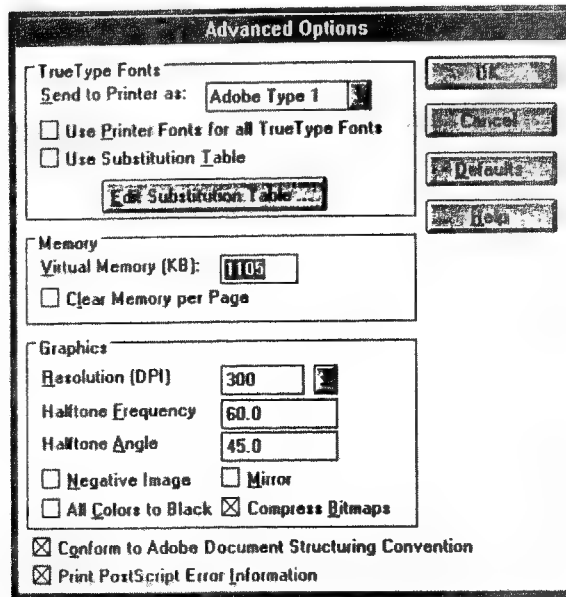 Advanced Options
TrueType Fonts
Send to Printer as: Adobe Type 1
Use Printer Fonts for all TrueType Fonts
Use Substitution Table
Edit Substitution Table...
OK
Cancel
Defaults
Help
Memory
Virtual Memory (KB): 1105
Clear Memory per Page
Graphics
Resolution (DPI) 300
Halftone Frequency 60.0
Halftone Angle 45.0
Negative Image Mirror
All Colors to Black Compress Bitmaps
Conform to Adobe Document Structuring Convention
Print PostScript Error Information